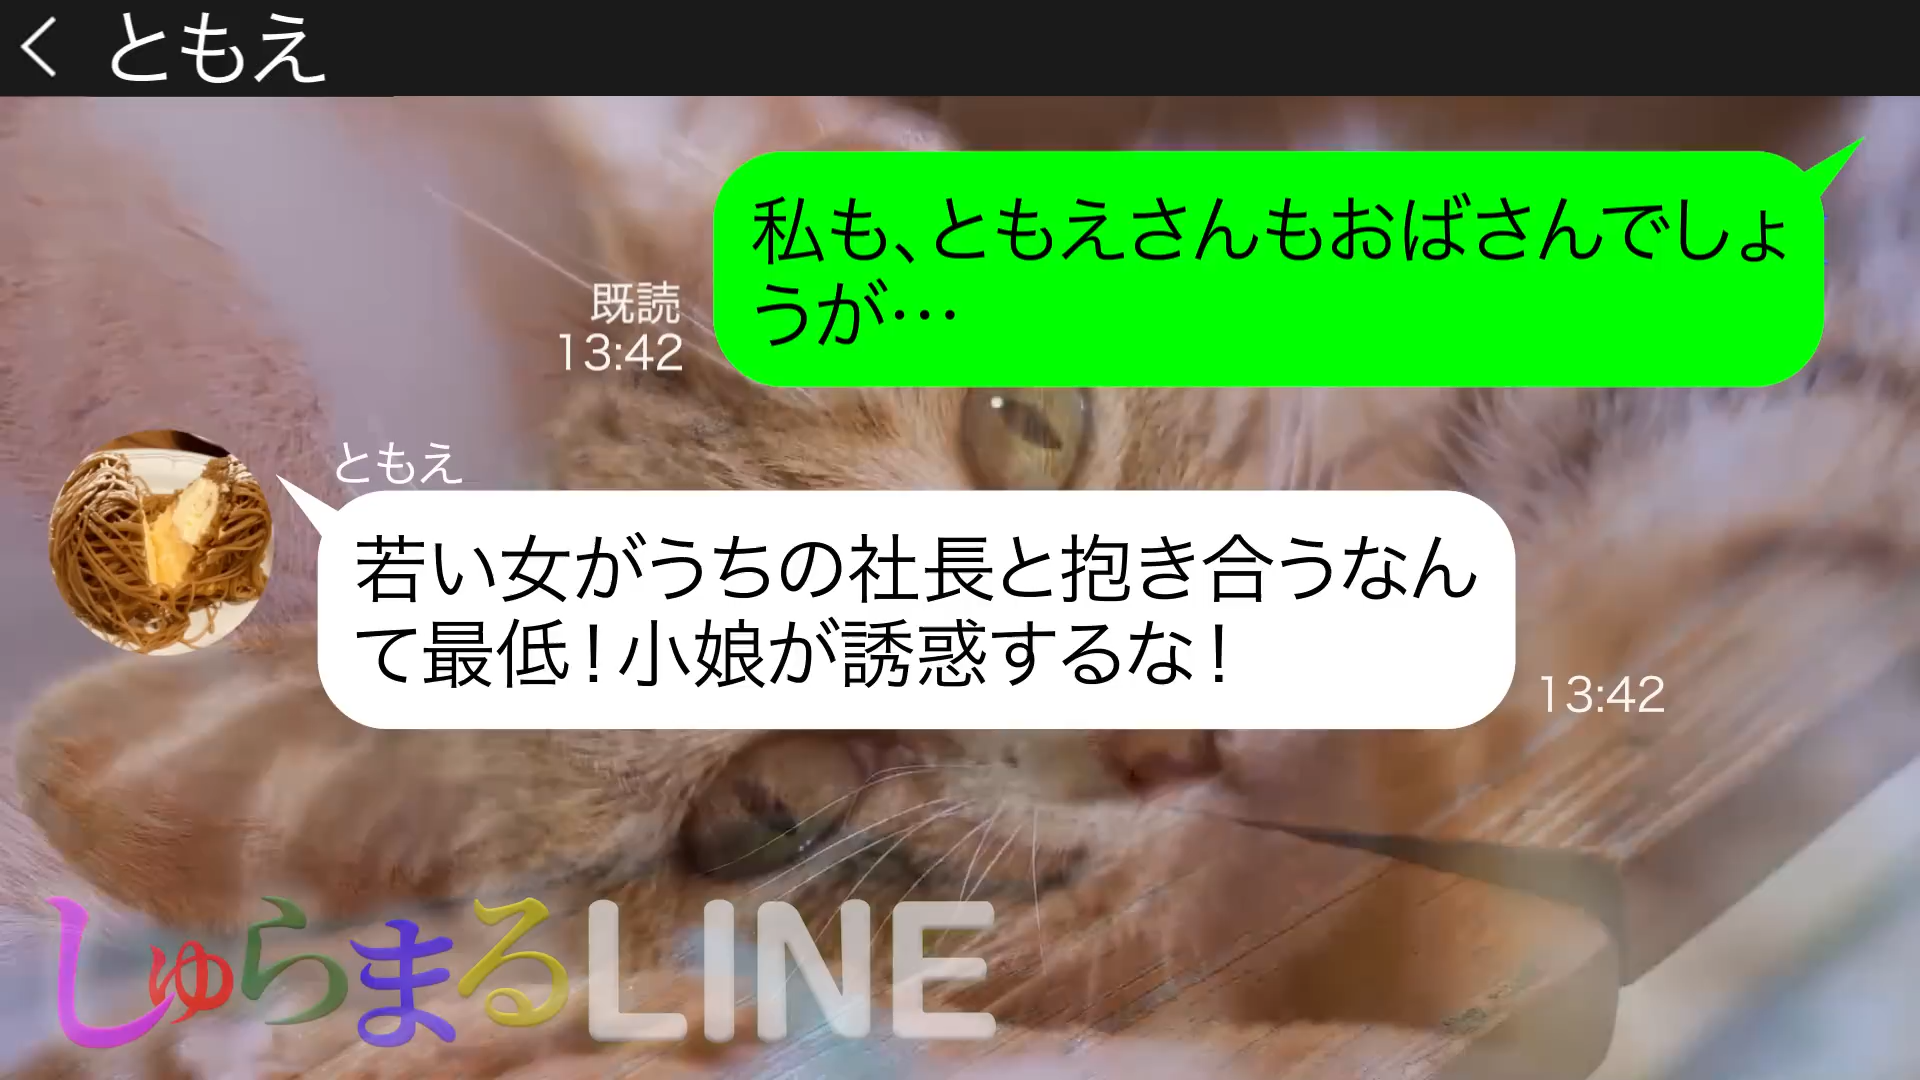 ともえ
私も、ともえさんもおばさんでしょ
うが…
既読
13:42
ともえ
若い女がうちの社長と抱き合うなん
て最低！小娘が誘惑するな！
13:42
しゅらまるLINE